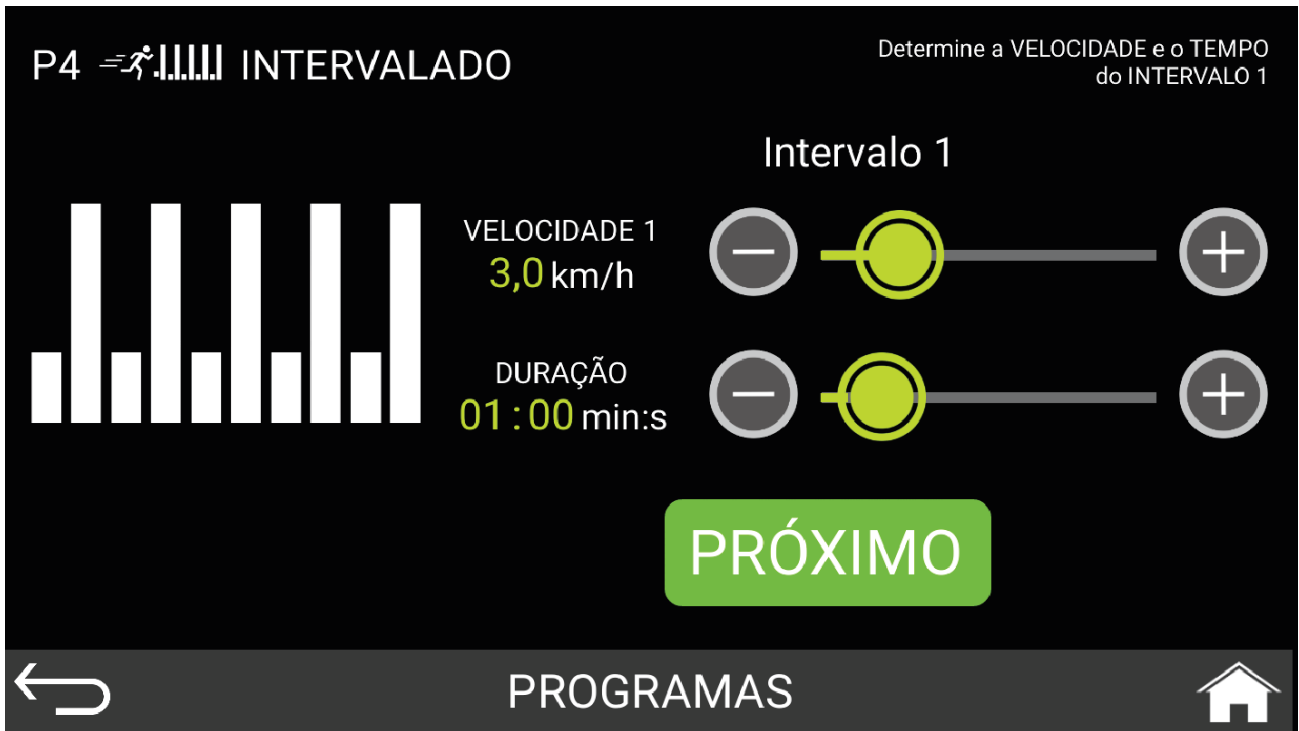 P4 INTERVALADO
Determine a VELOCIDADE e o TEMPO
do INTERVALO 1
Intervalo 1
VELOCIDADE 1
3,0 km/h
DURAÇÃO
01:00 min:s
PRÓXIMO
PROGRAMAS